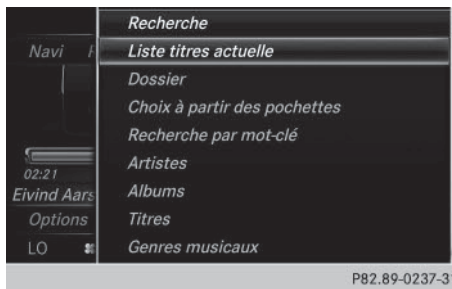 Recherche
Navi
Liste titres actuelle
Dossier
Choix à partir des pochettes
Recherche par mot-clé
Artistes
02:21
Eivind Aars
Albums
Options
Titres
LO
Genres musicaux
P82.89-0237-3